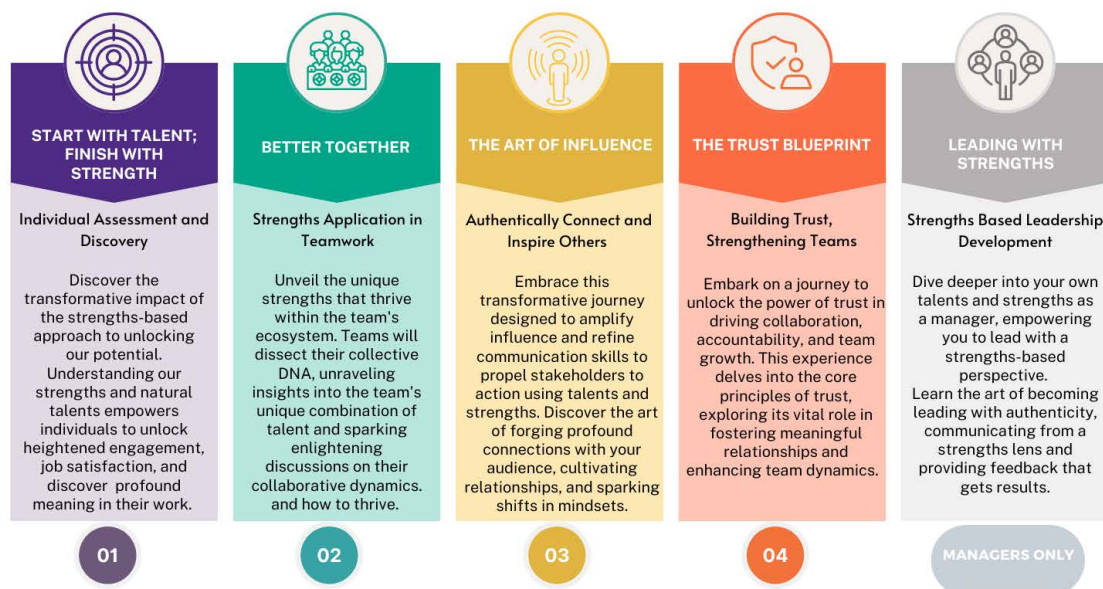 START WITH TALENT;
FINISH WITH
STRENGTH
Individual Assessment and
Discovery
Discover the
transformative impact of
the strengths-based
approach to unlocking
our potential.
Understanding our
strengths and natural
talents empowers
individuals to unlock
heightened engagement,
job satisfaction, and
discover profound
meaning in their work.
01
BETTER TOGETHER
Strengths Application in
Teamwork
Unveil the unique
strengths that thrive
within the team's
ecosystem. Teams will
dissect their collective
DNA, unraveling
insights into the team's
unique combination of
talent and sparking
enlightening
discussions on their
collaborative dynamics.
and how to thrive.
02
THE ART OF INFLUENCE
Authentically Connect and
Inspire Others
Embrace this
transformative journey
designed to amplify
influence and refine
communication skills to
propel stakeholders to
action using talents and
strengths. Discover the art
of forging profound
connections with your
audience, cultivating
relationships, and sparking
shifts in mindsets.
03
THE TRUST BLUEPRINT
Building Trust,
Strengthening Teams
Embark on a journey to
unlock the power of trust in
driving collaboration,
accountability, and team
growth. This experience
delves into the core
principles of trust,
exploring its vital role in
fostering meaningful
relationships and
enhancing team dynamics.
04
LEADING WITH
STRENGTHS
Strengths Based Leadership
Development
Dive deeper into your own
talents and strengths as
a manager, empowering
you to lead with a
strengths-based
perspective.
Learn the art of becoming
leading with authenticity,
communicating from a
strengths lens and
providing feedback that
gets results.
MANAGERS ONLY